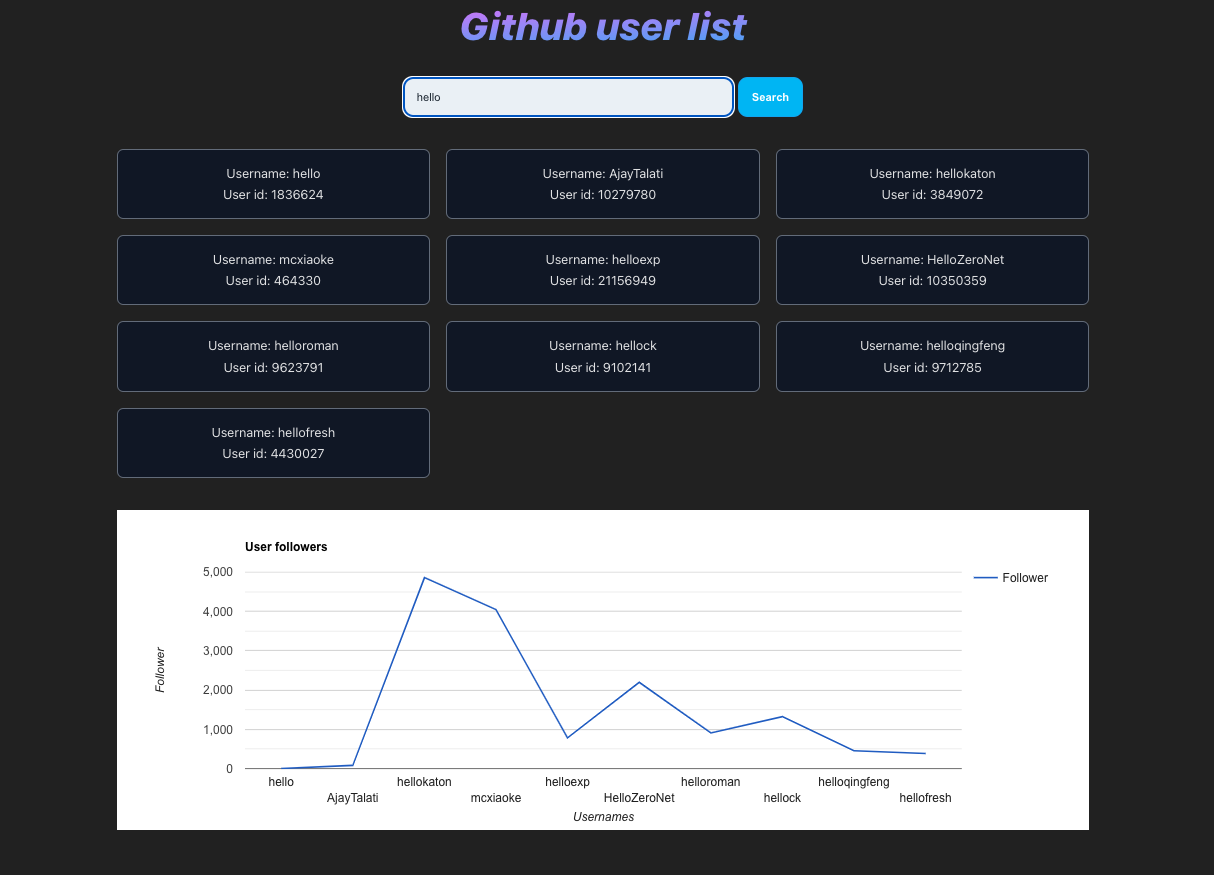 Github user list
hello
Search
Username: hello
User id: 1836624
Username: AjayTalati
User id: 10279780
Username: hellokaton
User id: 3849072
Username: mcxiaoke
User id: 464330
Username: helloexp
User id: 21156949
Username: HelloZeroNet
User id: 10350359
Username: helloroman
User id: 9623791
Username: hellock
User id: 9102141
Username: helloqingfeng
User id: 9712785
Username: hellofresh
User id: 4430027
User followers
5,000
4,000
3,000
2,000
1,000
0
Follower
Follower
hello
AjayTalati
hellokaton
mcxiaoke
helloexp
HelloZeroNet
helloroman
hellock
helloqingfeng
hellofresh
Usernames